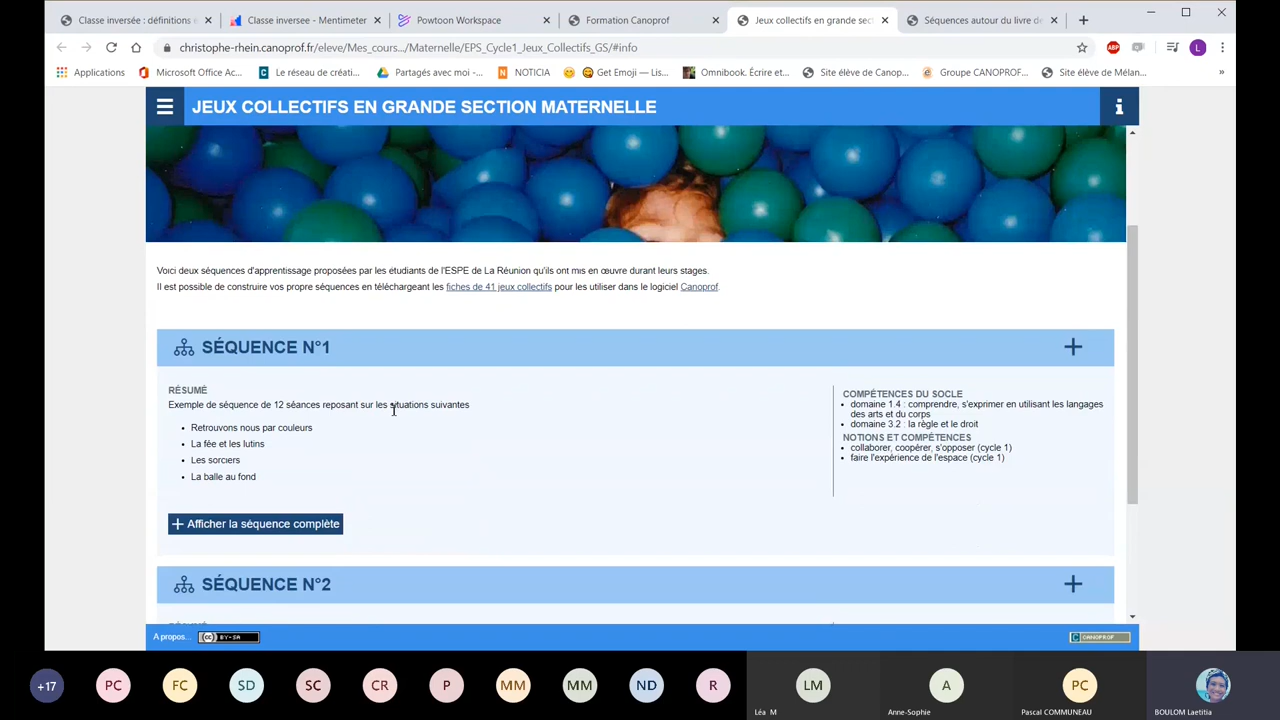 Classe inversée : définitions e
Classe inversee - Mentimeter
Powtoon Workspace
Formation Canoprof
Jeux collectifs en grande sect
Séquences autour du livre de
christophe-rhein.canoprof.fr/eleve/Mes_cours.../Maternelle/EPS_Cycle1_Jeux_Collectifs_GS/#info
ABP
L
Applications
Microsoft Office Ac...
Le réseau de créati...
Partagés avec moi -...
NOTICIA
Get Emoji — Lis...
Omnibook. Écrire et...
Site élève de Canop...
Groupe CANOPROF...
Site élève de Mélan...
»
JEUX COLLECTIFS EN GRANDE SECTION MATERNELLE
Voici deux séquences d'apprentissage proposées par les étudiants de l'ESPE de La Réunion qu'ils ont mis en œuvre durant leurs stages.
Il est possible de construire vos propre séquences en téléchargeant les fiches de 41 jeux collectifs pour les utiliser dans le logiciel Canoprof.
SÉQUENCE N°1
RÉSUMÉ
Exemple de séquence de 12 séances reposant sur les situations suivantes
• Retrouvons nous par couleurs
• La fée et les lutins
• Les sorciers
• La balle au fond
COMPÉTENCES DU SOCLE
• domaine 1.4 : comprendre, s'exprimer en utilisant les langages
des arts et du corps
• domaine 3.2 : la règle et le droit
NOTIONS ET COMPÉTENCES
• collaborer, coopérer, s'opposer (cycle 1)
• faire l'expérience de l'espace (cycle 1)
+ Afficher la séquence complète
SÉQUENCE N°2
A propos...
CC BY-SA
CANOPROF
+17
PC
FC
SD
SC
CR
P
MM
MM
ND
R
LM
A
PC
Léa M
Anne-Sophie
Pascal COMMUNEAU
BOULOM Laetitia